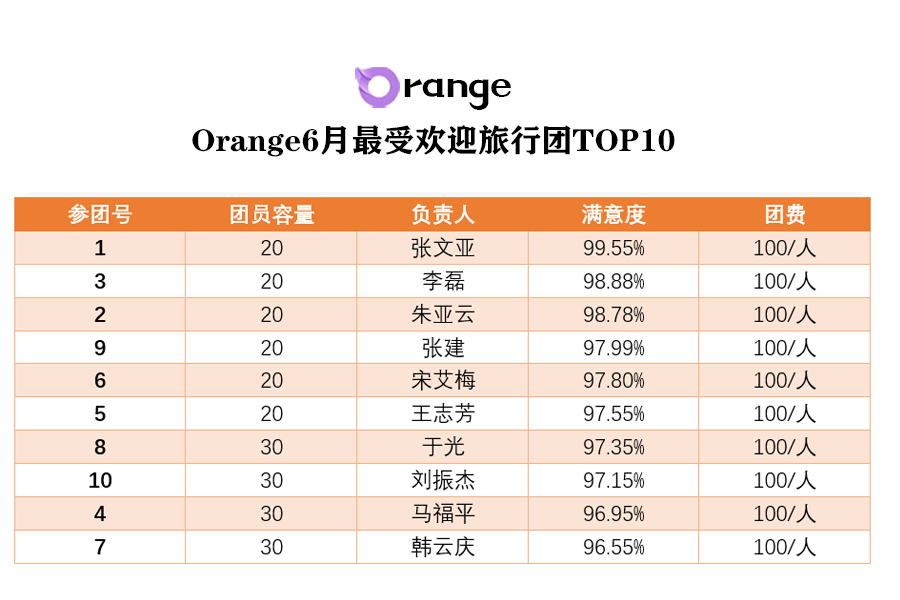 Orange
Orange6月最受欢迎旅行团TOP10
参团号 团员容量 负责人 满意度 团费
1 20 张文亚 99.55% 100/人
3 20 李磊 98.88% 100/人
2 20 朱亚云 98.78% 100/人
9 20 张建 97.99% 100/人
6 20 宋艾梅 97.80% 100/人
5 20 王志芳 97.55% 100/人
8 30 于光 97.35% 100/人
10 30 刘振杰 97.15% 100/人
4 30 马福平 96.95% 100/人
7 30 韩云庆 96.55% 100/人